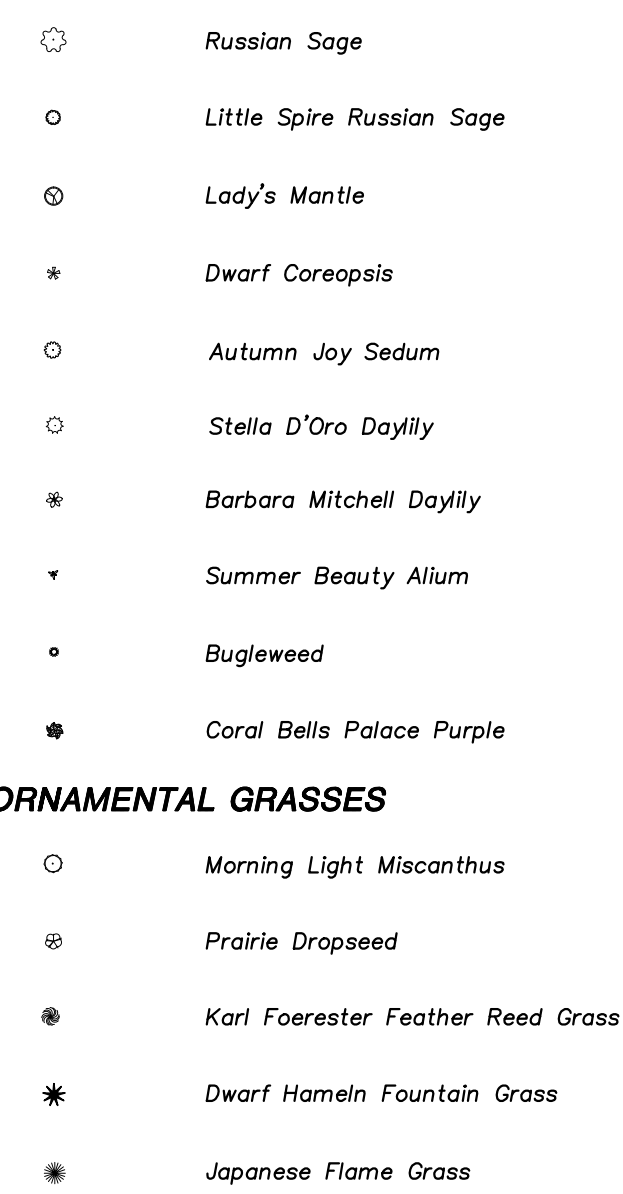 Russian Sage
Little Spire Russian Sage
Lady's Mantle
Dwarf Coreopsis
Autumn Joy Sedum
Stella D'Oro Daylily
Barbara Mitchell Daylily
Summer Beauty Alium
Bugleweed
Coral Bells Palace Purple
ORNAMENTAL GRASSES
Morning Light Miscanthus
Prairie Dropseed
Karl Foerester Feather Reed Grass
Dwarf Hameln Fountain Grass
Japanese Flame Grass